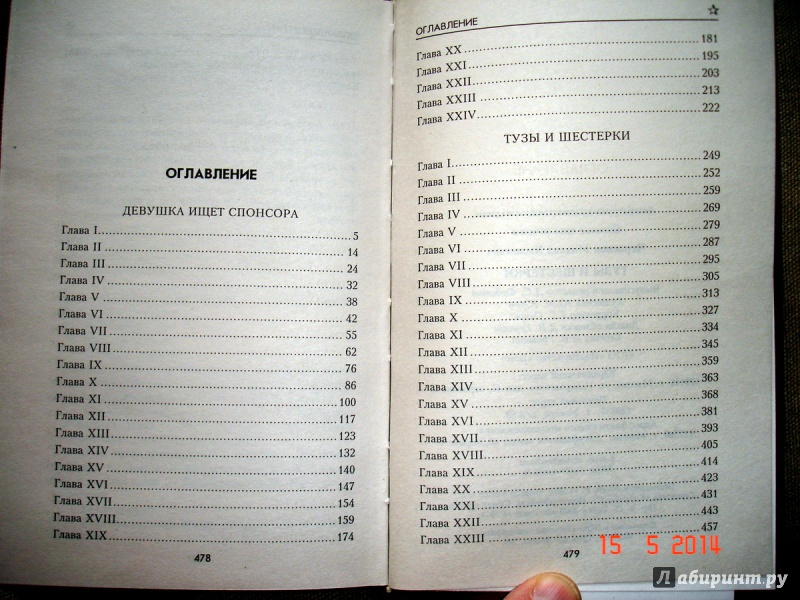 ОГЛАВЛЕНИЕ
ДЕВУШКА ИЩЕТ СПОНСОРА
Глава I 5
Глава II 14
Глава III 24
Глава IV 32
Глава V 38
Глава VI 42
Глава VII 55
Глава VIII 62
Глава IX 76
Глава X 86
Глава XI 100
Глава XII 117
Глава XIII 123
Глава XIV 132
Глава XV 140
Глава XVI 147
Глава XVII 154
Глава XVIII 159
Глава XIX 174
478
ОГЛАВЛЕНИЕ
Глава XX 181
Глава XXI 195
Глава XXII 203
Глава XXIII 213
Глава XXIV 222
ТУЗЫ И ШЕСТЕРКИ
Глава I 249
Глава II 252
Глава III 259
Глава IV 269
Глава V 279
Глава VI 287
Глава VII 295
Глава VIII 305
Глава IX 313
Глава X 327
Глава XI 334
Глава XII 345
Глава XIII 359
Глава XIV 363
Глава XV 368
Глава XVI 381
Глава XVII 393
Глава XVIII 405
Глава XIX 414
Глава XX 423
Глава XXI 431
Глава XXII 443
Глава XXIII 457
479
15 5 2014
Лабиринт.ру